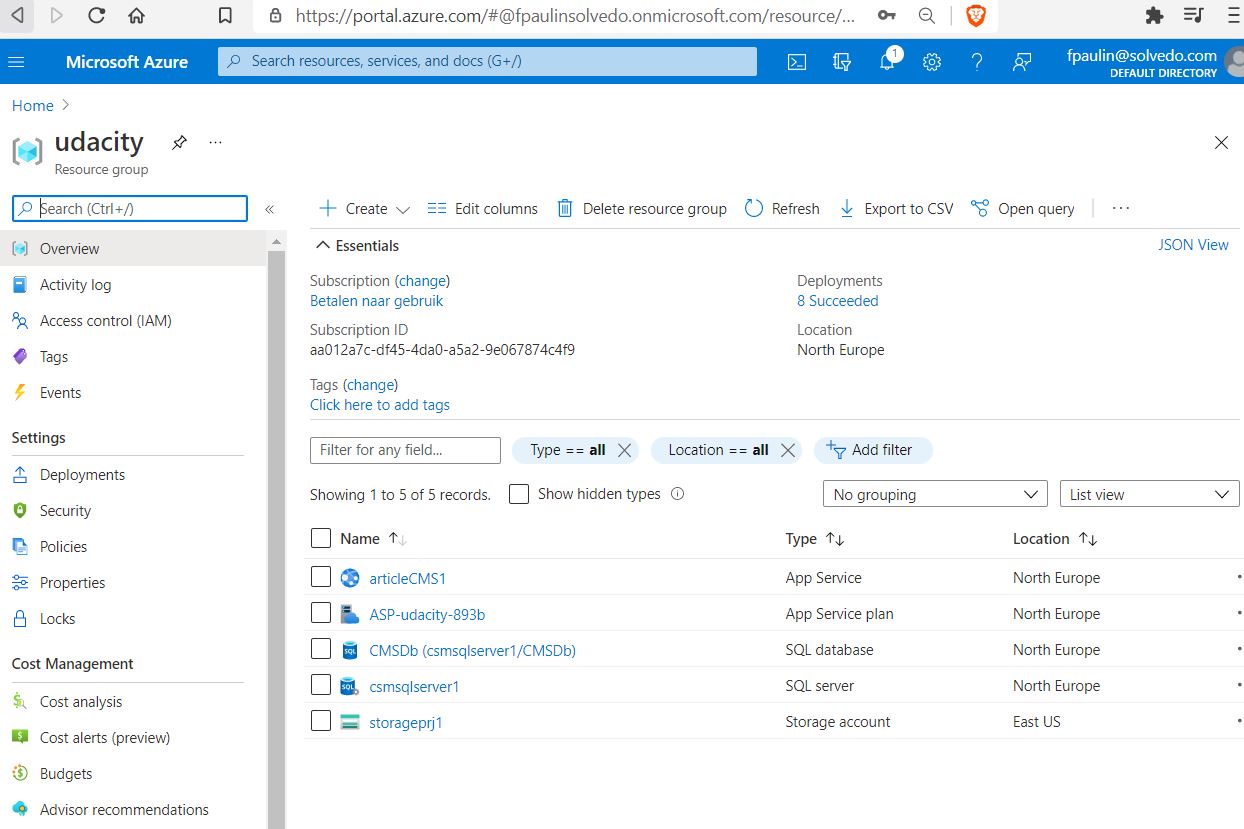 https://portal.azure.com/#@fpaulinsolvedo.onmicrosoft.com/resource/...
Microsoft Azure
Search resources, services, and docs (G+/)
1
fpaulin@solvedo.com
DEFAULT DIRECTORY
Home
udacity
...
Resource group
Search (Ctrl+/)
Create
Edit columns
Delete resource group
Refresh
Export to CSV
Open query
...
Overview
Activity log
Access control (IAM)
Tags
Events
Settings
Deployments
Security
Policies
Properties
Locks
Cost Management
Cost analysis
Cost alerts (preview)
Budgets
Advisor recommendations
Essentials
JSON View
Subscription (change)
Betalen naar gebruik
Subscription ID
aa012a7c-df45-4da0-a5a2-9e067874c4f9
Deployments
8 Succeeded
Location
North Europe
Tags (change)
Click here to add tags
Filter for any field...
Type == all
Location == all
Add filter
Showing 1 to 5 of 5 records.
Show hidden types
No grouping
List view
Name Type Location
articleCMS1 App Service North Europe
ASP-udacity-893b App Service plan North Europe
SQL CMSDb (csmsqlserver1/CMSDb) SQL database North Europe
SQL csmsqlserver1 SQL server North Europe
storageprj1 Storage account East US